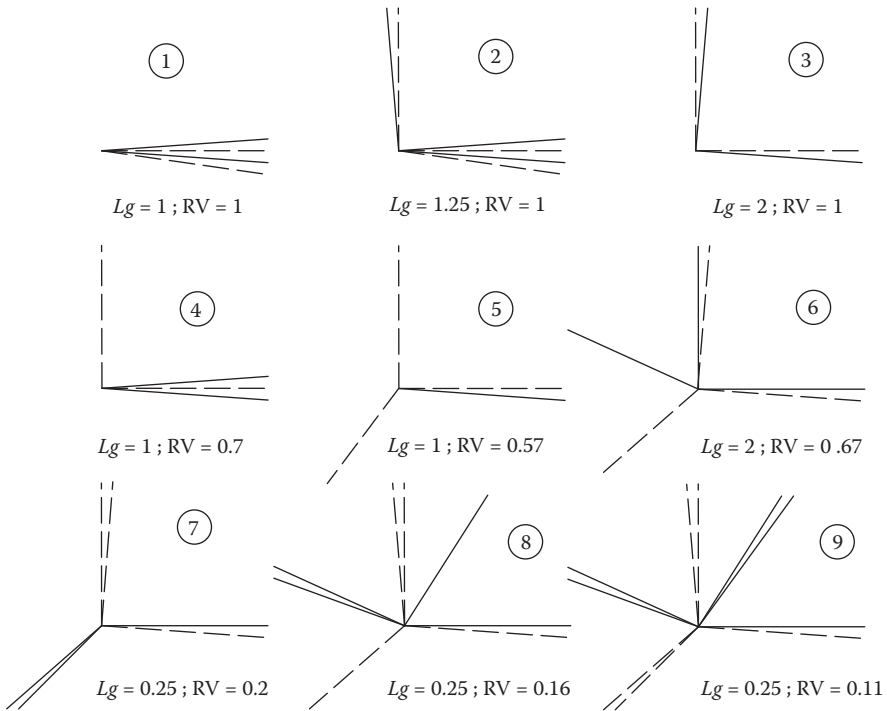 1
2
3
Lg = 1 ; RV = 1
Lg = 1.25 ; RV = 1
Lg = 2 ; RV = 1
4
5
6
Lg = 1 ; RV = 0.7
Lg = 1 ; RV = 0.57
Lg = 2 ; RV = 0 .67
7
8
9
Lg = 0.25 ; RV = 0.2
Lg = 0.25 ; RV = 0.16
Lg = 0.25 ; RV = 0.11